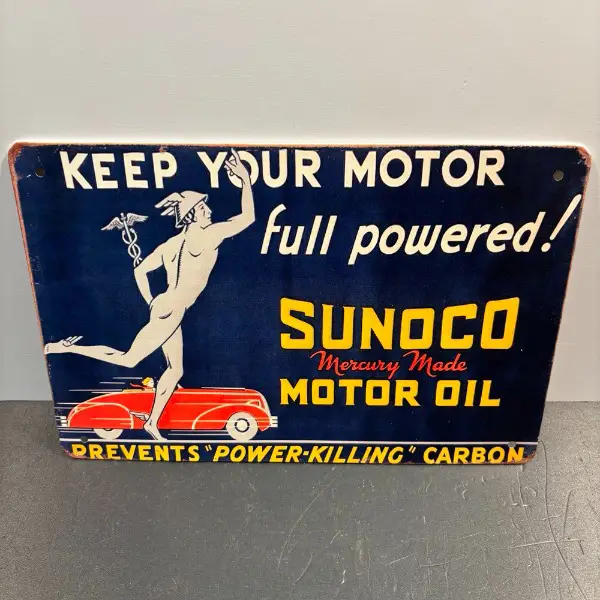 KEEP YOUR MOTOR
full powered!
SUNOCO
Mercury Made
MOTOR OIL
PREVENTS "POWER-KILLING" CARBON